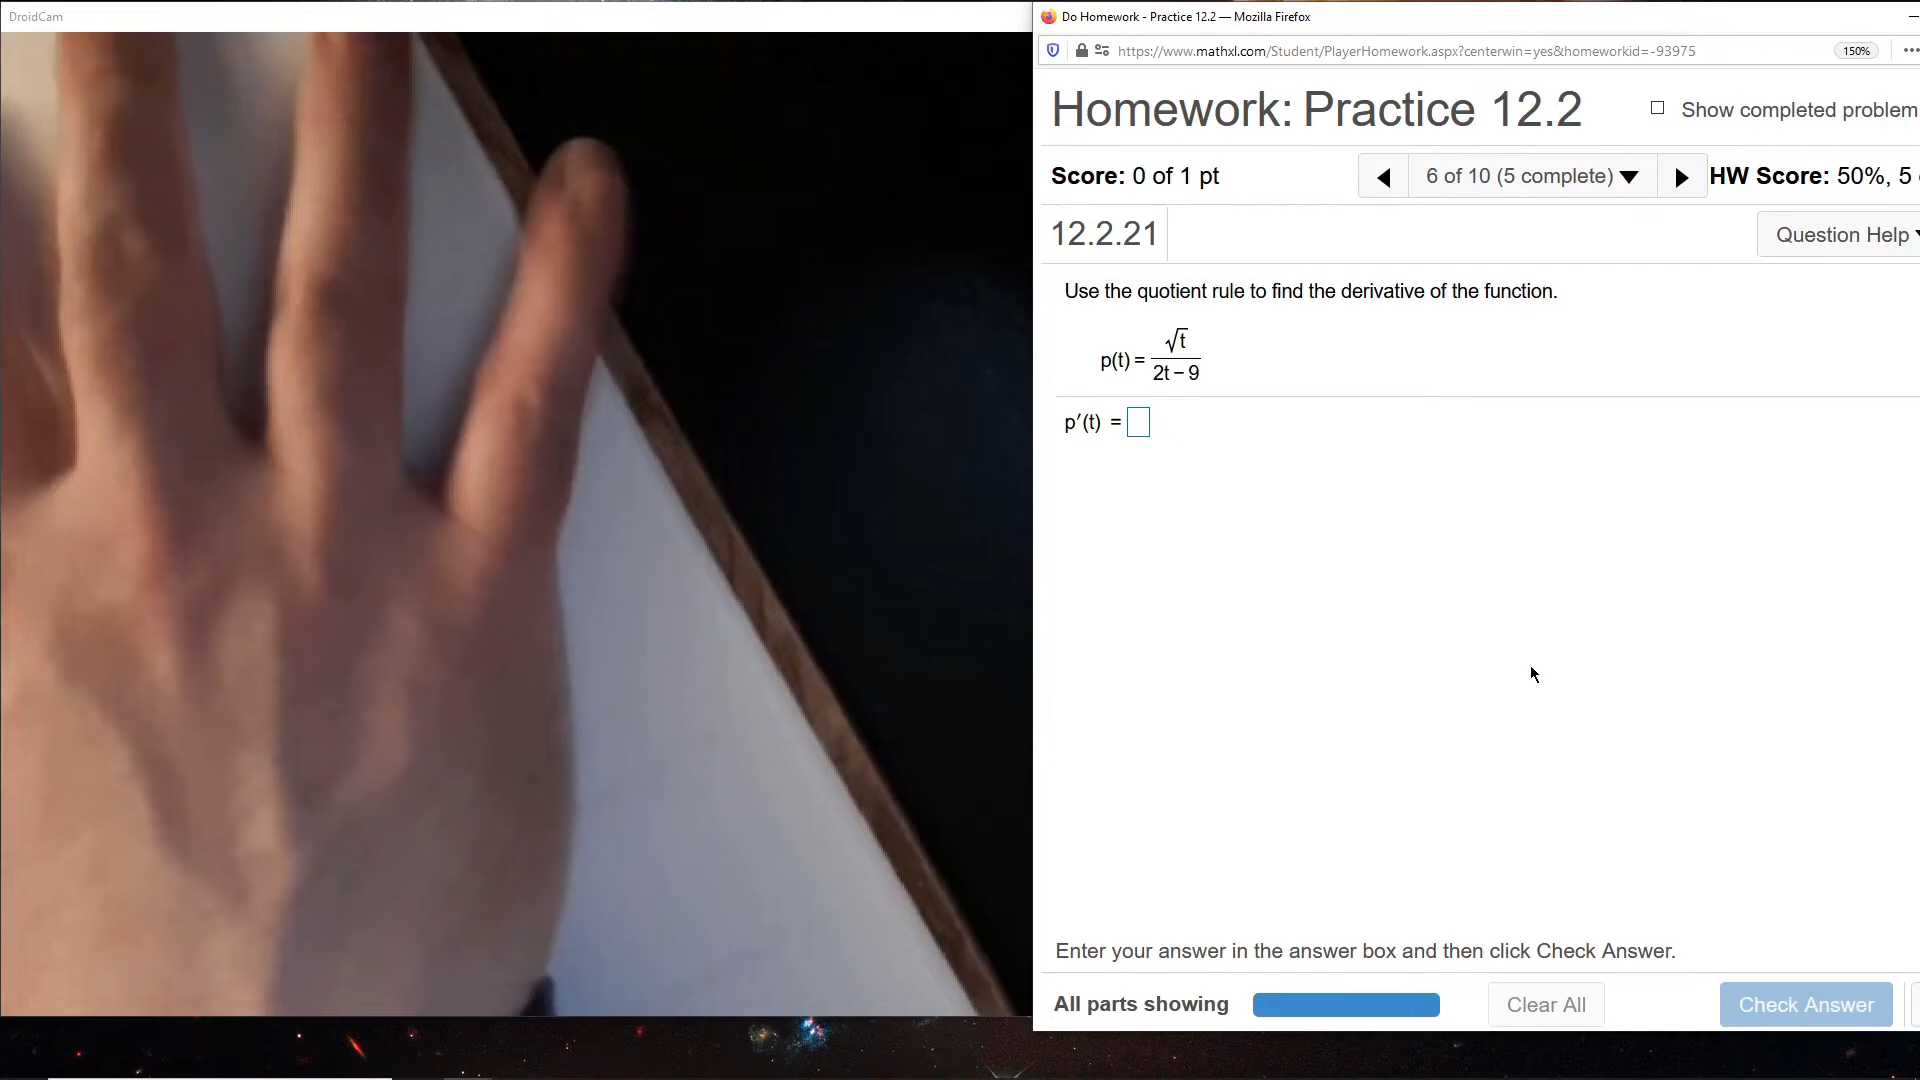 DroidCam
Do Homework - Practice 12.2 — Mozilla Firefox
https://www.mathxl.com/Student/PlayerHomework.aspx?centerwin=yes&homeworkid=-93975
150%
Homework: Practice 12.2
Show completed problem
Score: 0 of 1 pt
6 of 10 (5 complete)
HW Score: 50%, 5
12.2.21
Question Help
Use the quotient rule to find the derivative of the function.
p(t) = √t / (2t − 9)
p′(t) =
Enter your answer in the answer box and then click Check Answer.
All parts showing
Clear All
Check Answer